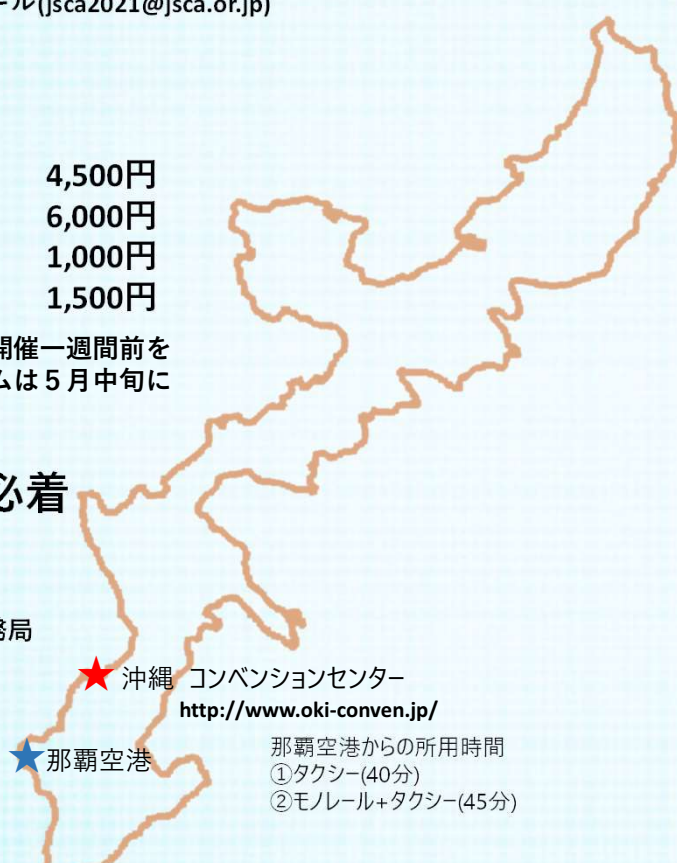 ル(jsca2021@jsca.or.jp)
4,500円
6,000円
1,000円
1,500円
開催一週間前を
ムは５月中旬に
必着
局
沖縄 コンベンションセンター
http://www.oki-conven.jp/
那覇空港
那覇空港からの所用時間
①タクシー(40分)
②モノレール+タクシー(45分)